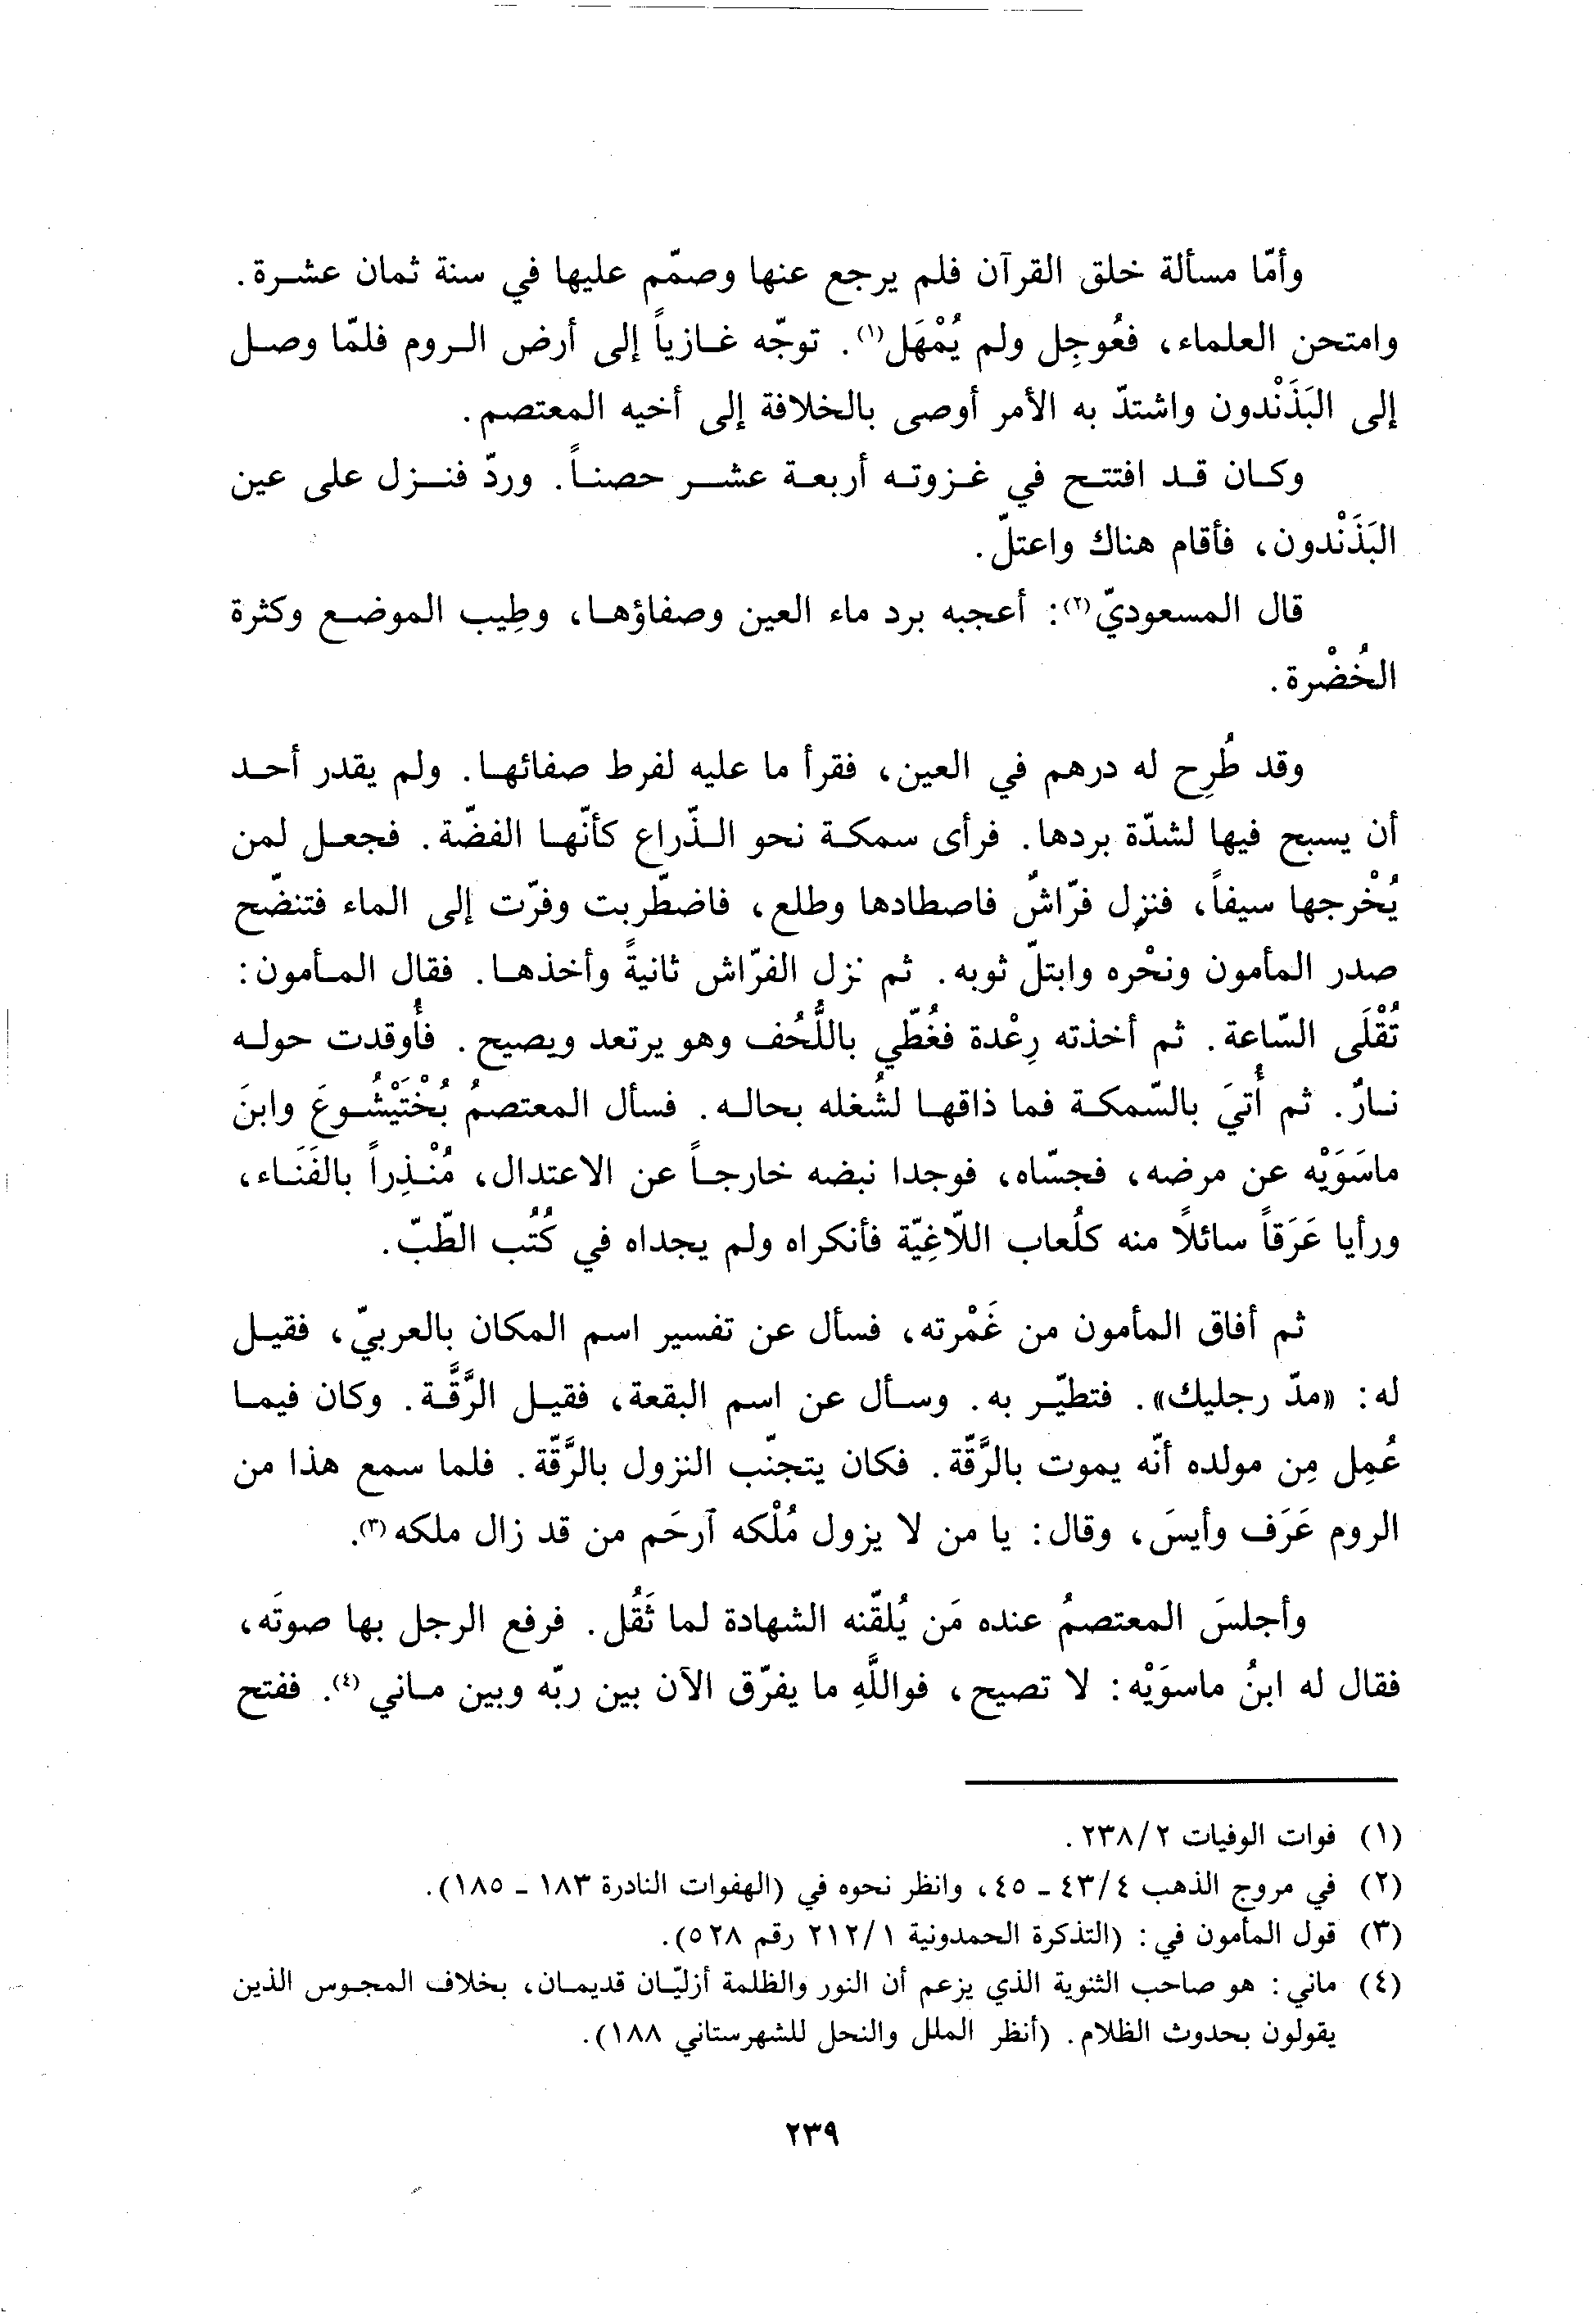 وأمّا مسألة خلق القرآن فلم يرجع عنها وصمّم عليها في سنة ثمان عشرة.
وامتحن العلماء، فعُوجِل ولم يُمْهَل(١). توجّه غازياً إلى أرض الروم فلمّا وصل
إلى البَذَنْدون واشتدّ به الأمر أوصى بالخلافة إلى أخيه المعتصم.
وكان قد افتتح في غزوته أربعة عشر حصناً. وردّ فنزل على عين
البَذَنْدون، فأقام هناك واعتلّ.
قال المسعوديّ(٢): أعجبه برد ماء العين وصفاؤها، وطِيب الموضع وكثرة
الخُضْرة.
وقد طُرِح له درهم في العين، فقرأ ما عليه لفرط صفائها. ولم يقدر أحد
أن يسبح فيها لشدّة بردها. فرأى سمكة نحو الذّراع كأنّها الفضّة. فجعل لمن
يُخْرجها سيفاً، فنزل فرّاشٌ فاصطادها وطلع، فاضطّربت وفرّت إلى الماء فتنضّح
صدر المأمون ونحْره وابتلّ ثوبه. ثم نزل الفرّاش ثانيةً وأخذها. فقال المأمون:
تُقْلَى السّاعة. ثم أخذته رِعْدة فغُطّي باللُّحُف وهو يرتعد ويصيح. فأُوقدت حوله
نارٌ. ثم أُتيَ بالسّمكة فما ذاقها لشُغله بحاله. فسأل المعتصمُ بُخْتَيْشُوعَ وابنَ
ماسَوَيْه عن مرضه، فجسّاه، فوجدا نبضه خارجاً عن الاعتدال، مُنْذِراً بالفَنَاء،
ورأيا عَرَقاً سائلاً منه كلُعاب اللّاغِيّة فأنكراه ولم يجداه في كُتُب الطّبّ.
ثم أفاق المأمون من غَمْرته، فسأل عن تفسير اسم المكان بالعربيّ، فقيل
له: «مدّ رجليك». فتطيّر به. وسأل عن اسم البقعة، فقيل الرَّقَّة. وكان فيما
عُمِل مِن مولده أنّه يموت بالرَّقّة. فكان يتجنّب النزول بالرَّقّة. فلما سمع هذا من
الروم عَرَف وأيسَ، وقال: يا من لا يزول مُلْكه آرحَم من قد زال ملكه(٣).
وأجلسَ المعتصمُ عنده مَن يُلقّنه الشهادة لما ثَقُل. فرفع الرجل بها صوتَه،
فقال له ابنُ ماسوَيْه: لا تصيح، فواللَّهِ ما يفرّق الآن بين ربّه وبين ماني(٤). ففتح
(١) فوات الوفيات ٢/ ٢٣٨.
(٢) في مروج الذهب ٤/ ٤٣ - ٤٥، وانظر نحوه في (الهفوات النادرة ١٨٣ - ١٨٥).
(٣) قول المأمون في: (التذكرة الحمدونية ١/ ٢١٢ رقم ٥٢٨).
(٤) ماني: هو صاحب الثنوية الذي يزعم أن النور والظلمة أزليّان قديمان، بخلاف المجوس الذين
يقولون بحدوث الظلام. (أنظر الملل والنحل للشهرستاني ١٨٨).
٢٣٩